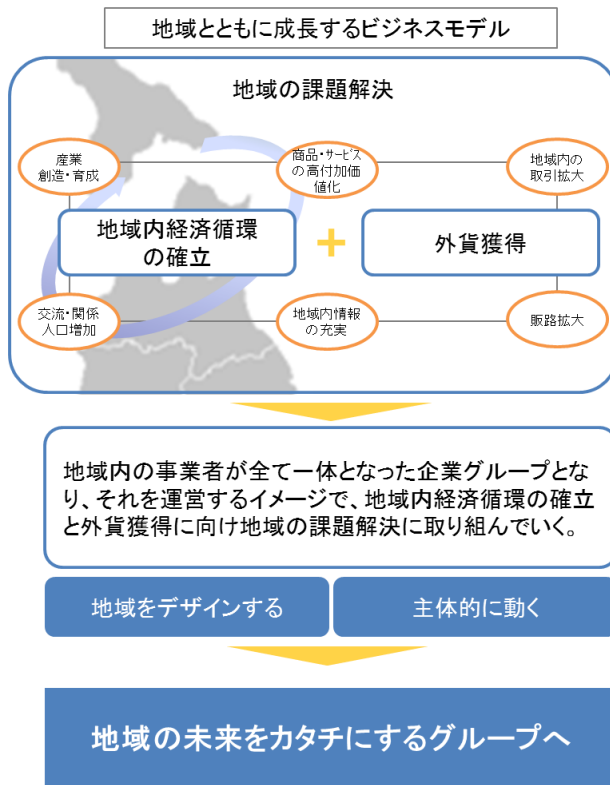 地域とともに成長するビジネスモデル
地域の課題解決
産業
創造・育成
商品・サービス
の高付加価
値化
地域内の
取引拡大
地域内経済循環
の確立
+
外貨獲得
交流・関係
人口増加
地域内情報
の充実
販路拡大
地域内の事業者が全て一体となった企業グループとな
り、それを運営するイメージで、地域内経済循環の確立
と外貨獲得に向け地域の課題解決に取り組んでいく。
地域をデザインする
主体的に動く
地域の未来をカタチにするグループへ